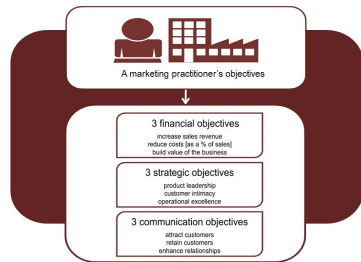 A marketing practitioner's objectives
3 financial objectives
increase sales revenue
reduce costs [as a % of sales]
build value of the business
3 strategic objectives
product leadership
customer intimacy
operational excellence
3 communication objectives
attract customers
retain customers
enhance relationships